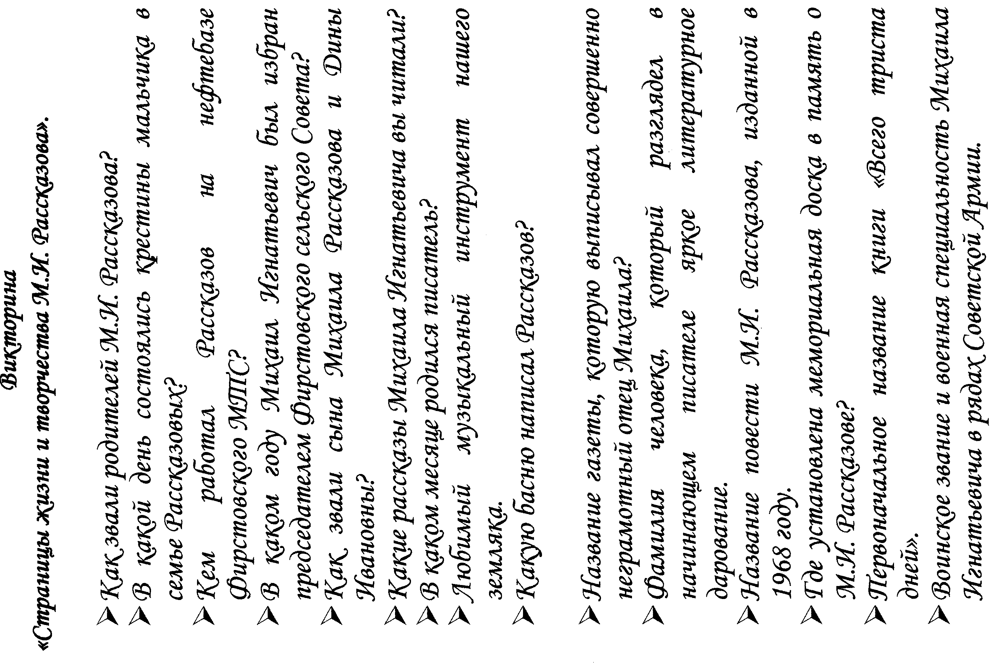 Викторина
«Страницы жизни и творчества М.И. Рассказова».
➢ Как звали родителей М.И. Рассказова?
➢ В какой день состоялись крестины мальчика в
семье Рассказовых?
➢ Кем работал Рассказов на нефтебазе
Фирстовского МТС?
➢ В каком году Михаил Игнатьевич был избран
председателем Фирстовского сельского Совета?
➢ Как звали сына Михаила Рассказова и Дины
Ивановны?
➢ Какие рассказы Михаила Игнатьевича вы читали?
➢ В каком месяце родился писатель?
➢ Любимый музыкальный инструмент нашего
земляка.
➢ Какую басню написал Рассказов?
➢ Название газеты, которую выписывал совершенно
неграмотный отец Михаила?
➢ Фамилия человека, который разглядел в
начинающем писателе яркое литературное
дарование.
➢ Название повести М.И. Рассказова, изданной в
1968 году.
➢ Где установлена мемориальная доска в память о
М.И. Рассказове?
➢ Первоначальное название книги «Всего триста
дней».
➢ Воинское звание и военная специальность Михаила
Игнатьевича в рядах Советской Армии.